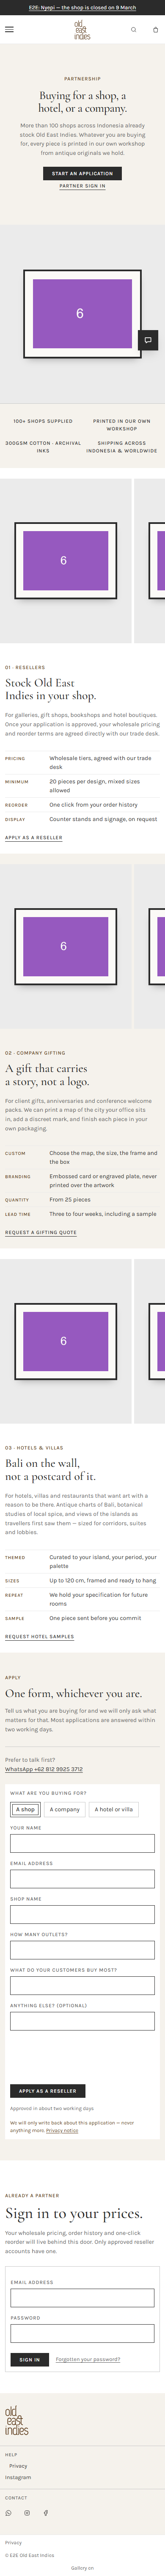 E2E: Nyepi — the shop is closed on 9 March
old
east
indies
PARTNERSHIP
Buying for a shop, a
hotel, or a company.
More than 100 shops across Indonesia already
stock Old East Indies. Whatever you are buying
for, every piece is printed in our own workshop
from antique originals we hold.
START AN APPLICATION
PARTNER SIGN IN
6
100+ SHOPS SUPPLIED
PRINTED IN OUR OWN
WORKSHOP
300GSM COTTON · ARCHIVAL
INKS
SHIPPING ACROSS
INDONESIA & WORLDWIDE
6
01 · RESELLERS
Stock Old East
Indies in your shop.
For galleries, gift shops, bookshops and hotel boutiques.
Once your application is approved, your wholesale pricing
and reorder terms are agreed directly with our trade desk.
PRICING
Wholesale tiers, agreed with our trade
desk
MINIMUM
20 pieces per design, mixed sizes
allowed
REORDER
One click from your order history
DISPLAY
Counter stands and signage, on request
APPLY AS A RESELLER
6
02 · COMPANY GIFTING
A gift that carries
a story, not a logo.
For client gifts, anniversaries and conference welcome
packs. We can print a map of the city your office sits
in, add a discreet mark, and finish each piece in your
own packaging.
CUSTOM
Choose the map, the size, the frame and
the box
BRANDING
Embossed card or engraved plate, never
printed over the artwork
QUANTITY
From 25 pieces
LEAD TIME
Three to four weeks, including a sample
REQUEST A GIFTING QUOTE
6
03 · HOTELS & VILLAS
Bali on the wall,
not a postcard of it.
For hotels, villas and restaurants that want art with a
reason to be there. Antique charts of Bali, botanical
studies of local spice, and views of the islands as
travellers first saw them — sized for corridors, suites
and lobbies.
THEMED
Curated to your island, your period, your
palette
SIZES
Up to 120 cm, framed and ready to hang
REPEAT
We hold your specification for future
rooms
SAMPLE
One piece sent before you commit
REQUEST HOTEL SAMPLES
APPLY
One form, whichever you are.
Tell us what you are buying for and we will only ask what
matters for that. Most applications are answered within
two working days.
Prefer to talk first?
WhatsApp +62 812 9925 3712
WHAT ARE YOU BUYING FOR?
A shop
A company
A hotel or villa
YOUR NAME
EMAIL ADDRESS
SHOP NAME
HOW MANY OUTLETS?
WHAT DO YOUR CUSTOMERS BUY MOST?
ANYTHING ELSE? (OPTIONAL)
APPLY AS A RESELLER
Approved in about two working days
We will only write back about this application — never
anything more. Privacy notice
ALREADY A PARTNER
Sign in to your prices.
Your wholesale pricing, order history and one-click
reorder will live behind this door. Only approved reseller
accounts have one.
EMAIL ADDRESS
PASSWORD
SIGN IN
Forgotten your password?
old
east
indies
HELP
Privacy
Instagram
CONTACT
Privacy
© E2E Old East Indies
Gallery en